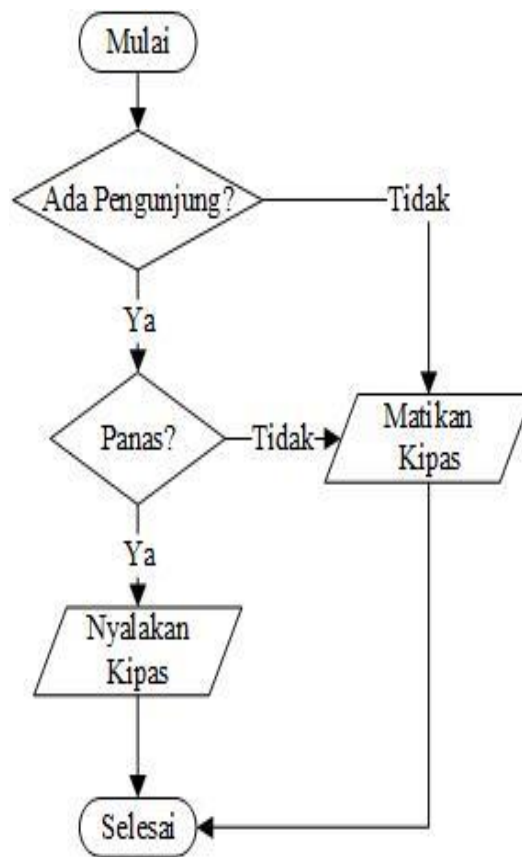 Mulai
Ada Pengunjung?
Tidak
Ya
Panas?
Tidak
Matikan
Kipas
Ya
Nyalakan
Kipas
Selesai